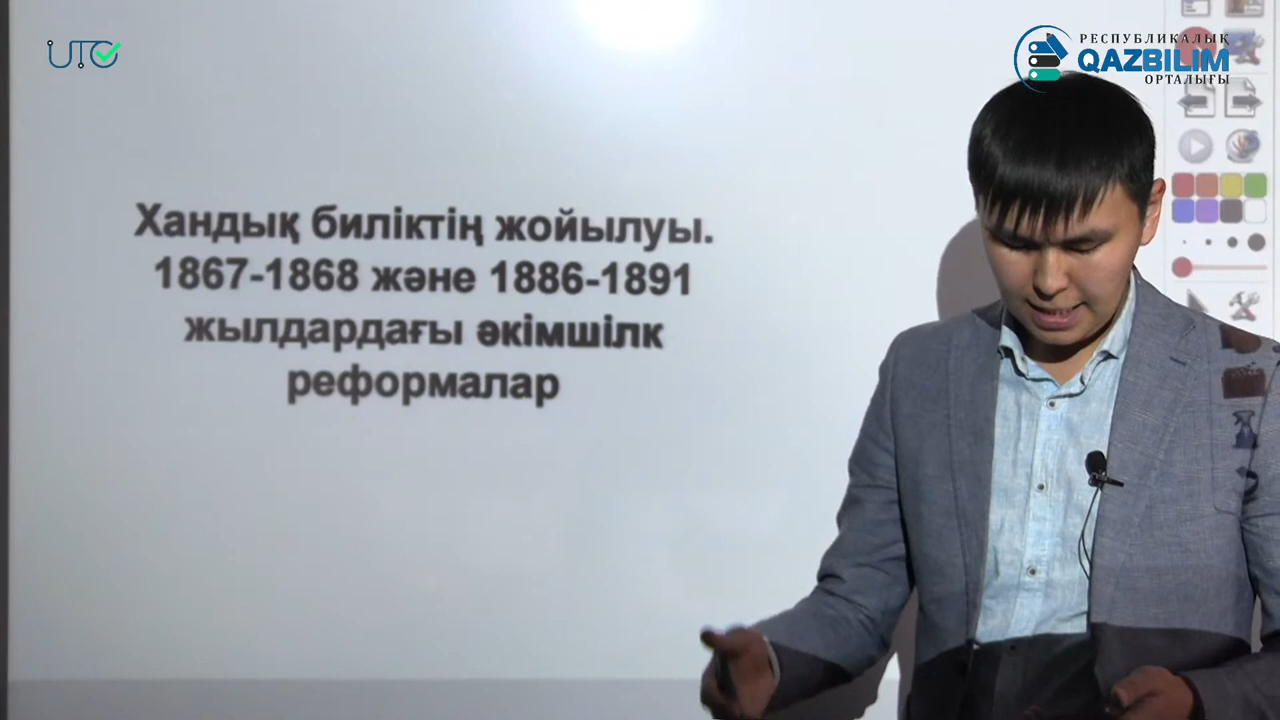 UTC
РЕСПУБЛИКАЛЫҚ
QAZBILIM
ОРТАЛЫҒЫ
Хандық биліктің жойылуы.
1867-1868 және 1886-1891
жылдардағы әкімшілк
реформалар